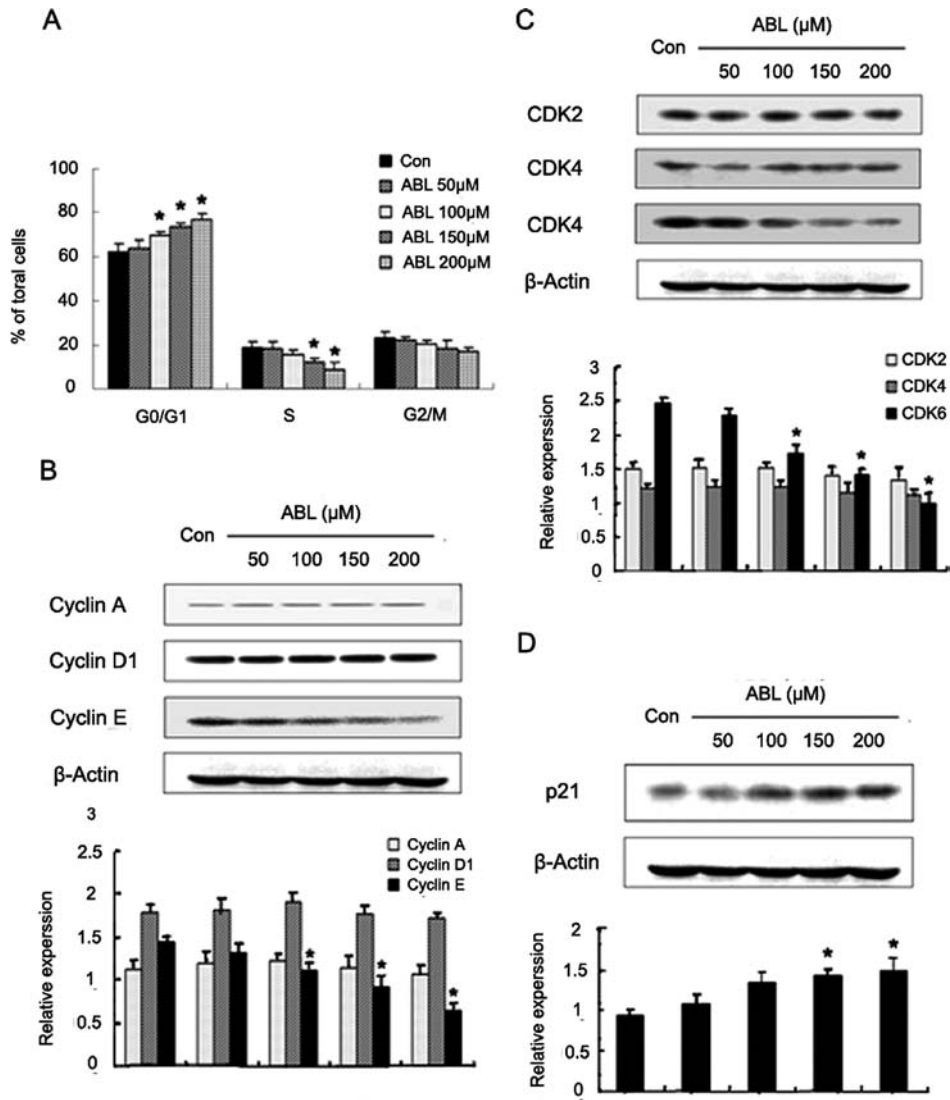 A
% of toral cells
100
80
60
40
20
0
Con
ABL 50μM
ABL 100μM
ABL 150μM
ABL 200μM
* * *
* *
G0/G1 S G2/M
B
ABL (μM)
Con
50 100 150 200
Cyclin A
Cyclin D1
Cyclin E
β-Actin
3
2.5
2
1.5
1
0.5
0
Relative experssion
Cyclin A
Cyclin D1
Cyclin E
* * *
C
ABL (μM)
Con
50 100 150 200
CDK2
CDK4
CDK4
β-Actin
Relative experssion
2.5
2
1.5
1
0.5
0
CDK2
CDK4
CDK6
* * *
D
ABL (μM)
Con
50 100 150 200
p21
β-Actin
Relative experssion
2
1.5
1
0.5
0
* *